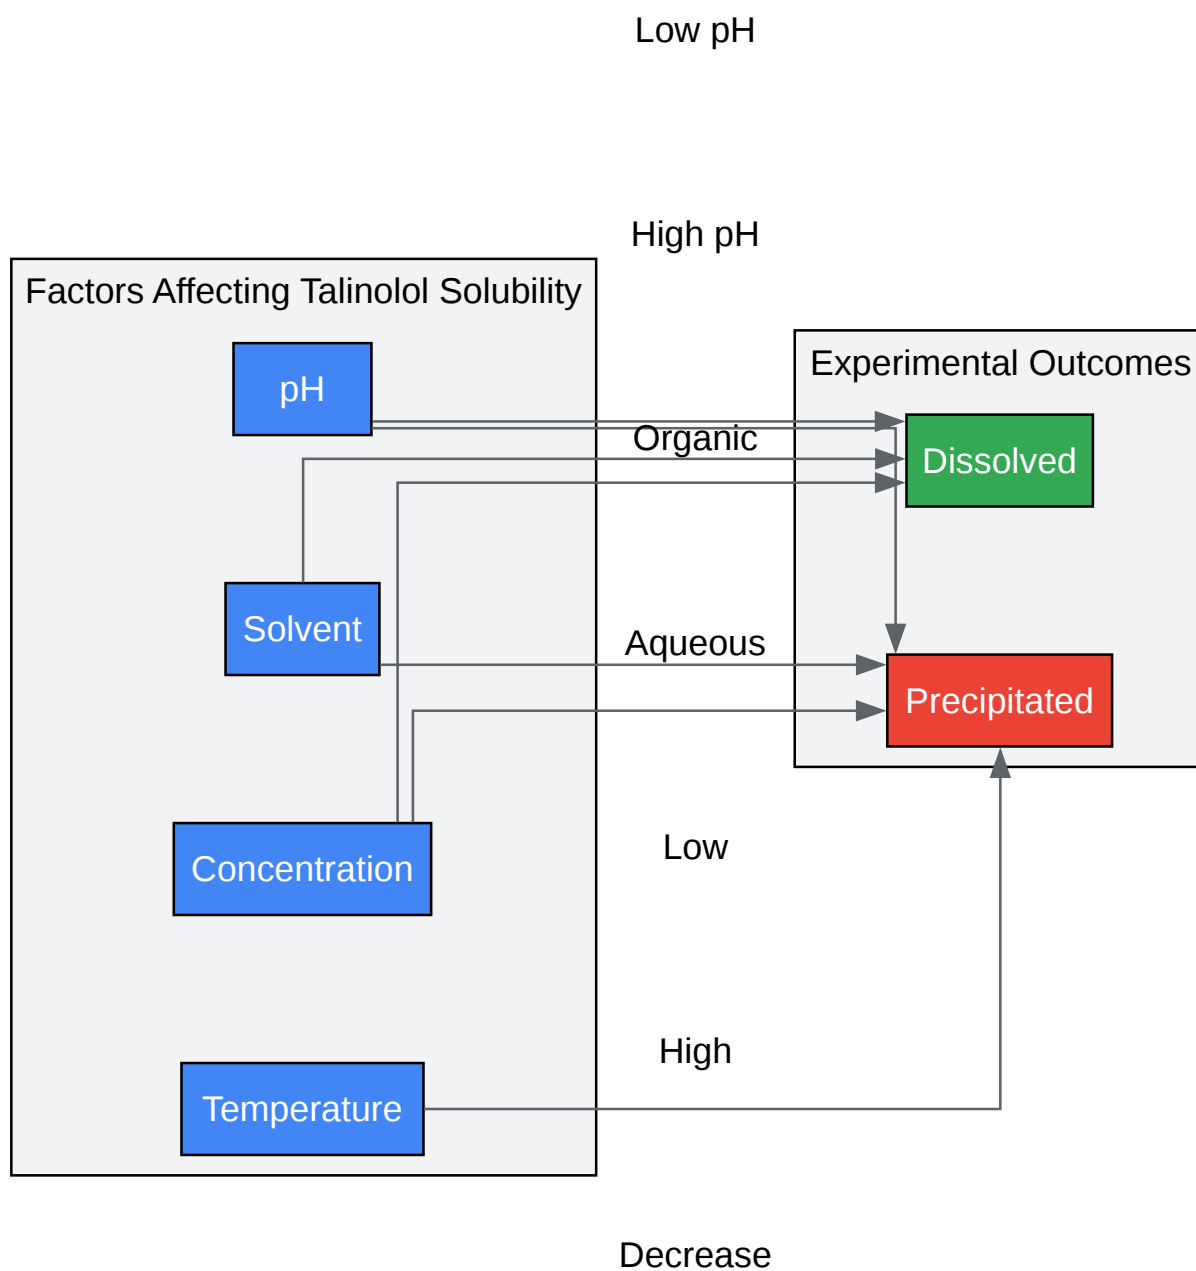 Low pH
High pH
Factors Affecting Talinolol Solubility
pH
Solvent
Concentration
Temperature
Organic
Aqueous
Low
High
Decrease
Experimental Outcomes
Dissolved
Precipitated